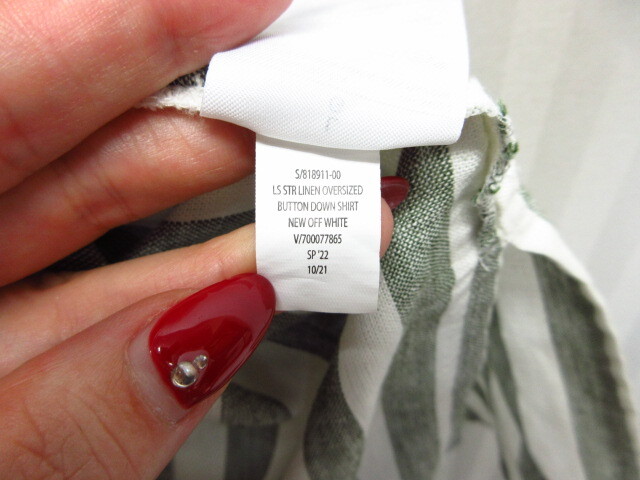 S/818911-00
LS STR LINEN OVERSIZED
BUTTON DOWN SHIRT
NEW OFF WHITE
V/700077865
SP '22
10/21